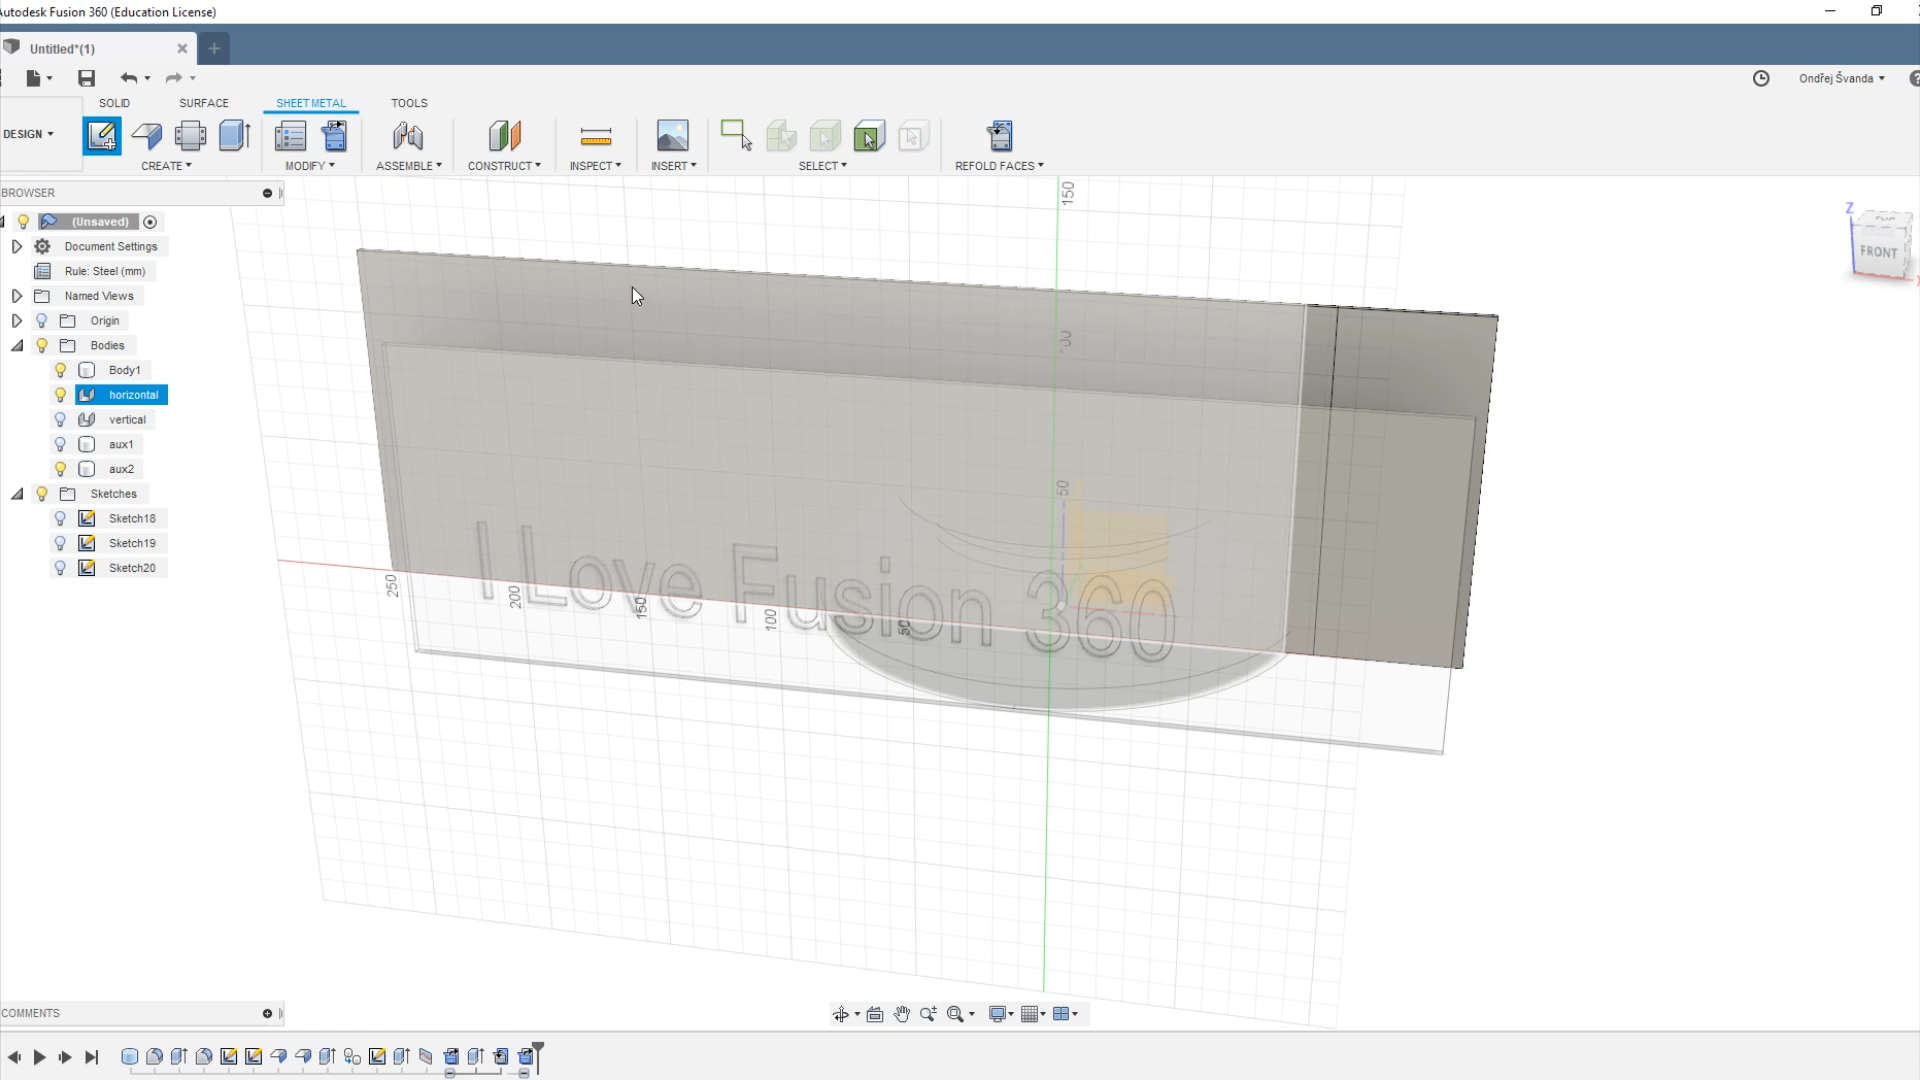 Autodesk Fusion 360 (Education License)
Untitled*(1)
Ondřej Švanda
SOLID
SURFACE
SHEET METAL
TOOLS
DESIGN
CREATE
MODIFY
ASSEMBLE
CONSTRUCT
INSPECT
INSERT
SELECT
REFOLD FACES
BROWSER
(Unsaved)
Document Settings
Rule: Steel (mm)
Named Views
Origin
Bodies
Body1
horizontal
vertical
aux1
aux2
Sketches
Sketch18
Sketch19
Sketch20
150
50
I Love Fusion 360
250
200
150
100
50
Z
TOP
FRONT
COMMENTS